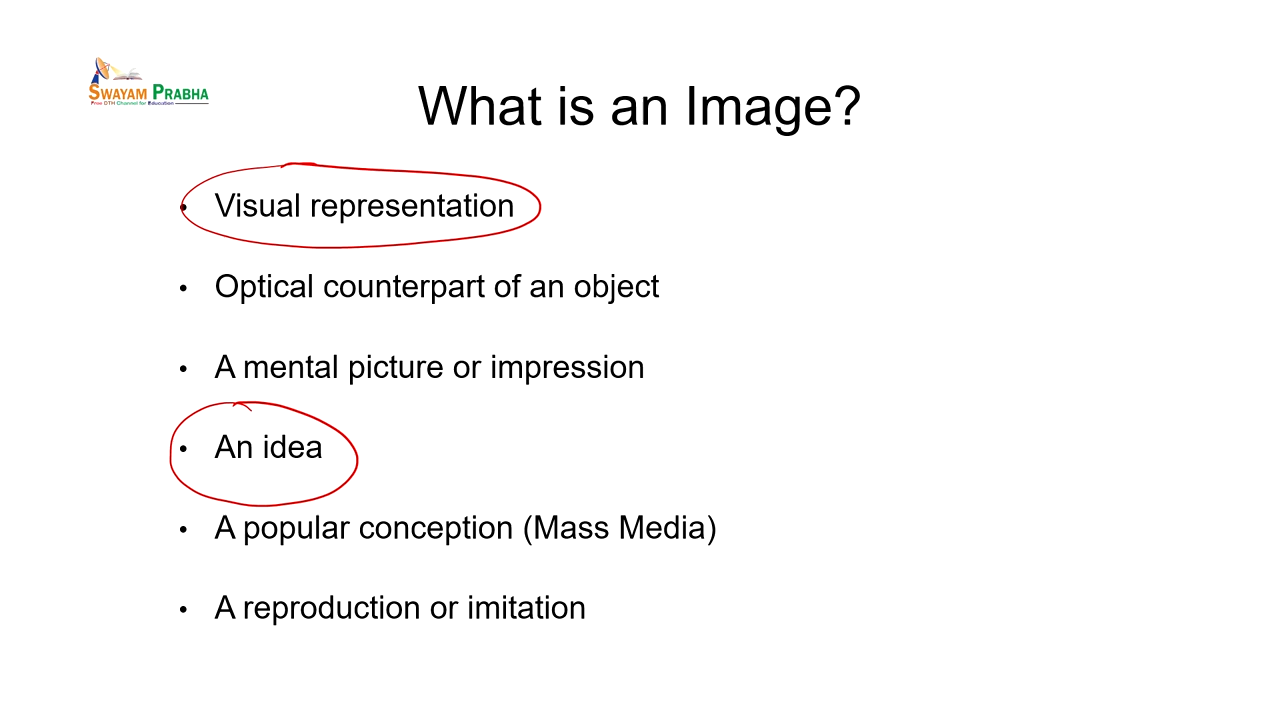 SWAYAM PRABHA
Free DTH Channel for Education
What is an Image?
• Visual representation
• Optical counterpart of an object
• A mental picture or impression
• An idea
• A popular conception (Mass Media)
• A reproduction or imitation